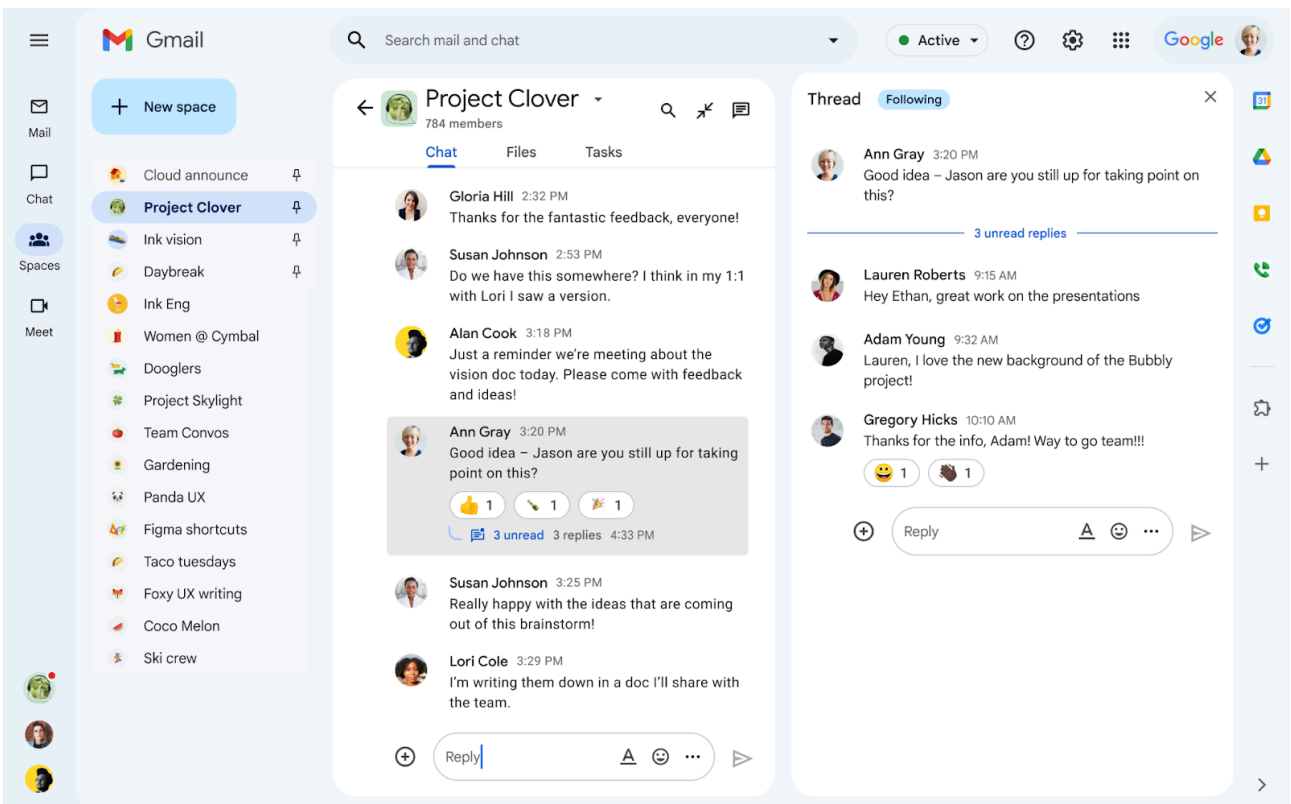 Gmail
Search mail and chat
Active
Google
Mail
Chat
Spaces
Meet
New space
Cloud announce
Project Clover
Ink vision
Daybreak
Ink Eng
Women @ Cymbal
Dooglers
Project Skylight
Team Convos
Gardening
Panda UX
Figma shortcuts
Taco tuesdays
Foxy UX writing
Coco Melon
Ski crew
Project Clover
784 members
Chat Files Tasks
Gloria Hill 2:32 PM
Thanks for the fantastic feedback, everyone!
Susan Johnson 2:53 PM
Do we have this somewhere? I think in my 1:1
with Lori I saw a version.
Alan Cook 3:18 PM
Just a reminder we’re meeting about the
vision doc today. Please come with feedback
and ideas!
Ann Gray 3:20 PM
Good idea – Jason are you still up for taking
point on this?
👍 1 🍾 1 🎉 1
3 unread 3 replies 4:33 PM
Susan Johnson 3:25 PM
Really happy with the ideas that are coming
out of this brainstorm!
Lori Cole 3:29 PM
I’m writing them down in a doc I’ll share with
the team.
Reply
Thread Following
Ann Gray 3:20 PM
Good idea – Jason are you still up for taking point on
this?
3 unread replies
Lauren Roberts 9:15 AM
Hey Ethan, great work on the presentations
Adam Young 9:32 AM
Lauren, I love the new background of the Bubbly
project!
Gregory Hicks 10:10 AM
Thanks for the info, Adam! Way to go team!!!
😀 1 👋🏿 1
Reply
31